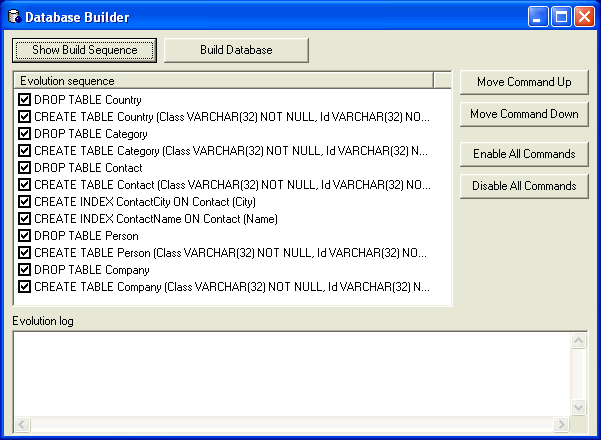 Database Builder
Show Build Sequence
Build Database
Evolution sequence
DROP TABLE Country
CREATE TABLE Country (Class VARCHAR(32) NOT NULL, Id VARCHAR(32) NO...
DROP TABLE Category
CREATE TABLE Category (Class VARCHAR(32) NOT NULL, Id VARCHAR(32) N...
DROP TABLE Contact
CREATE TABLE Contact (Class VARCHAR(32) NOT NULL, Id VARCHAR(32) NO...
CREATE INDEX ContactCity ON Contact (City)
CREATE INDEX ContactName ON Contact (Name)
DROP TABLE Person
CREATE TABLE Person (Class VARCHAR(32) NOT NULL, Id VARCHAR(32) NO...
DROP TABLE Company
CREATE TABLE Company (Class VARCHAR(32) NOT NULL, Id VARCHAR(32) N...
Move Command Up
Move Command Down
Enable All Commands
Disable All Commands
Evolution log